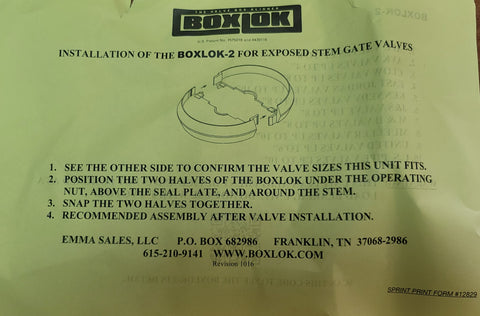 THE VALVE BOX ALIGNER
BOXLOK
INSTALLATION OF THE BOXLOK-2 FOR EXPOSED STEM GATE VALVES
1. SEE THE OTHER SIDE TO CONFIRM THE VALVE SIZES THIS UNIT FITS.
2. POSITION THE TWO HALVES OF THE BOXLOK UNDER THE OPERATING
NUT, ABOVE THE SEAL PLATE, AND AROUND THE STEM.
3. SNAP THE TWO HALVES TOGETHER.
4. RECOMMENDED ASSEMBLY AFTER VALVE INSTALLATION.
EMMA SALES, LLC P.O. BOX 682986 FRANKLIN, TN 37068-2986
615-210-9141 WWW.BOXLOK.COM
Revision 1016
SPRINT PRINT FORM #12829